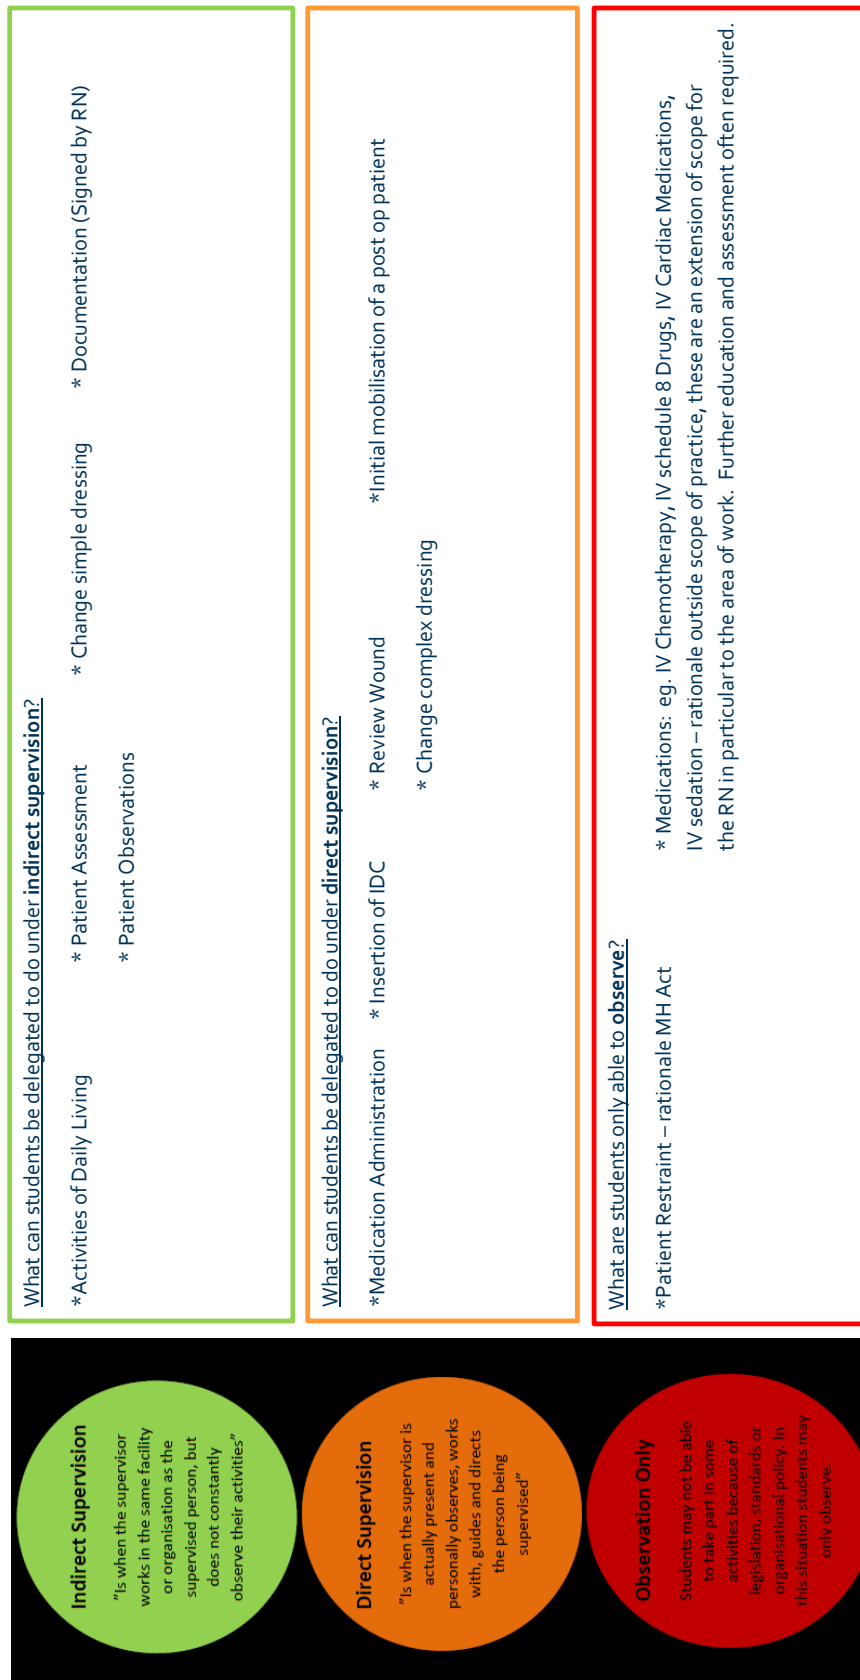 Indirect Supervision
"Is when the supervisor
works in the same facility
or organisation as the
supervised person, but
does not constantly
observe their activities"
What can students be delegated to do under indirect supervision?
*Activities of Daily Living
* Patient Assessment
* Change simple dressing
* Documentation (Signed by RN)
* Patient Observations
Direct Supervision
"Is when the supervisor is
actually present and
personally observes, works
with, guides and directs
the person being
supervised"
What can students be delegated to do under direct supervision?
*Medication Administration
* Insertion of IDC
* Review Wound
*Initial mobilisation of a post op patient
* Change complex dressing
Observation Only
Students may not be able
to take part in some
activities because of
legislation, standards or
organisational policy. In
this situation students may
only observe.
What are students only able to observe?
*Patient Restraint – rationale MH Act
* Medications: eg. IV Chemotherapy, IV schedule 8 Drugs, IV Cardiac Medications,
IV sedation – rationale outside scope of practice, these are an extension of scope for
the RN in particular to the area of work. Further education and assessment often required.